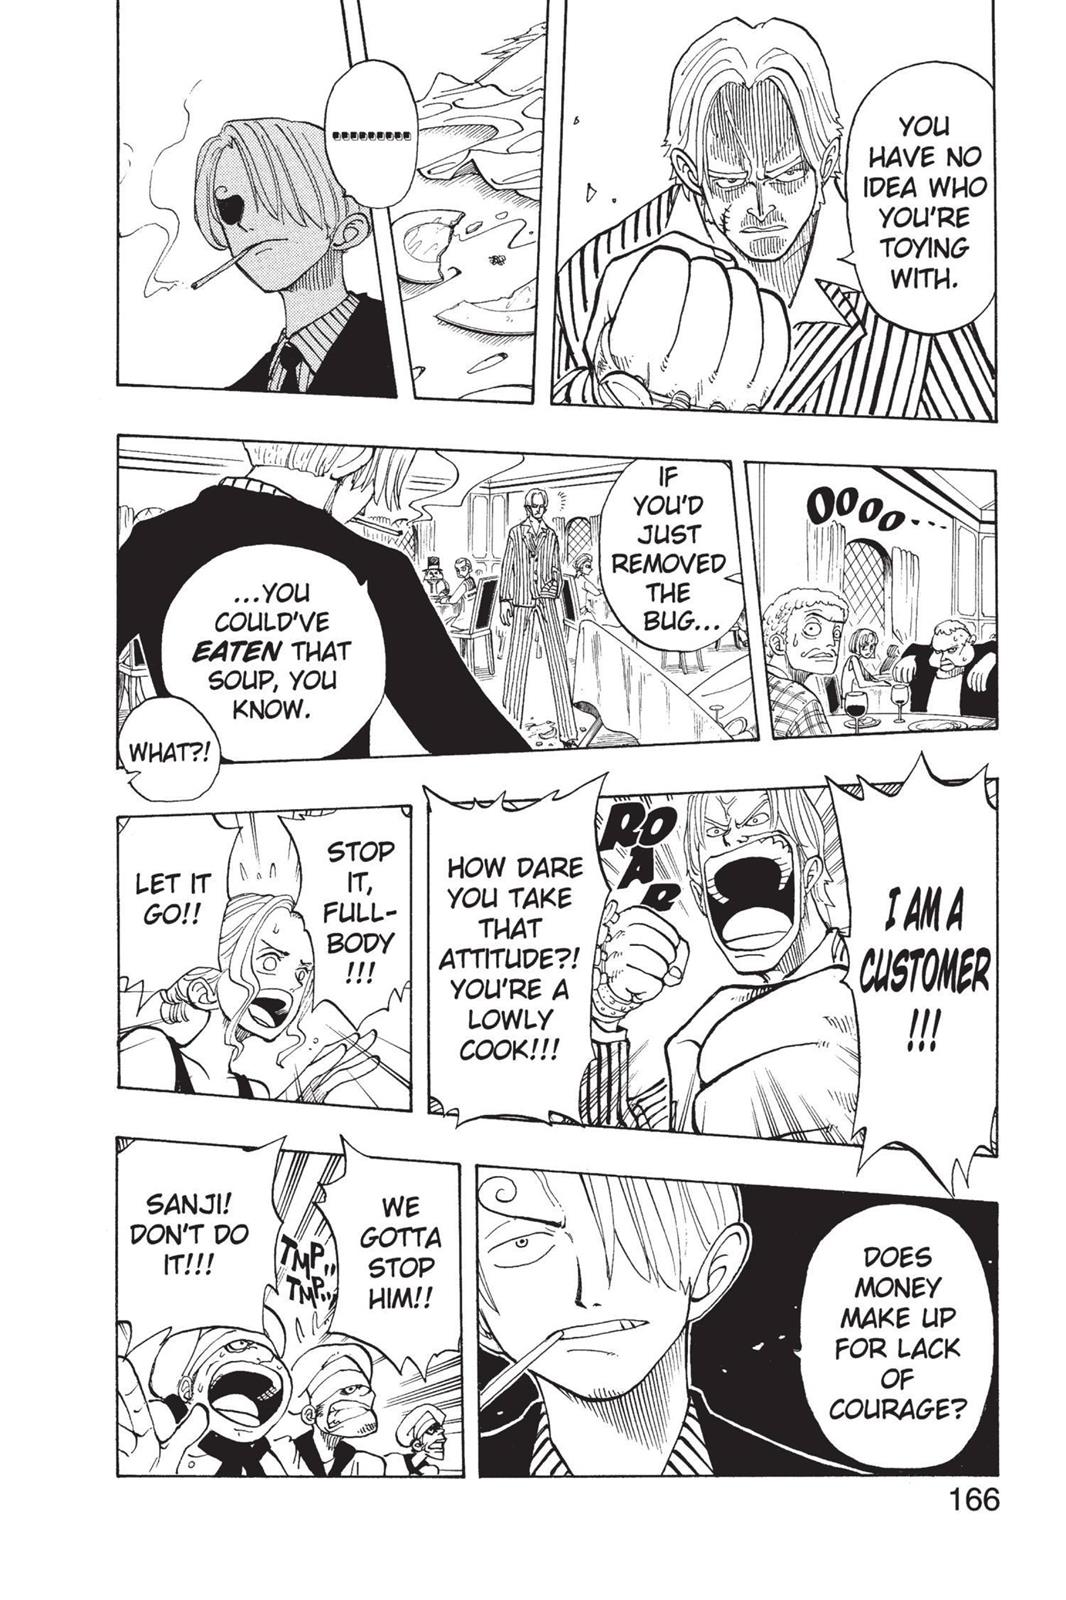 YOU
HAVE NO
IDEA WHO
YOU'RE
TOYING
WITH.
..........
OOOO...
IF
YOU'D
JUST
REMOVED
THE
BUG...
...YOU
COULD'VE
EATEN THAT
SOUP, YOU
KNOW.
WHAT?!
I AM A
CUSTOMER
!!!
ROAR
HOW DARE
YOU TAKE
THAT
ATTITUDE?!
YOU'RE A
LOWLY
COOK!!!
STOP
IT,
FULL-
BODY
!!!
LET IT
GO!!
DOES
MONEY
MAKE UP
FOR LACK
OF
COURAGE?
WE
GOTTA
STOP
HIM!!
TMP..
TMP...
SANJI!
DON'T DO
IT!!!
166